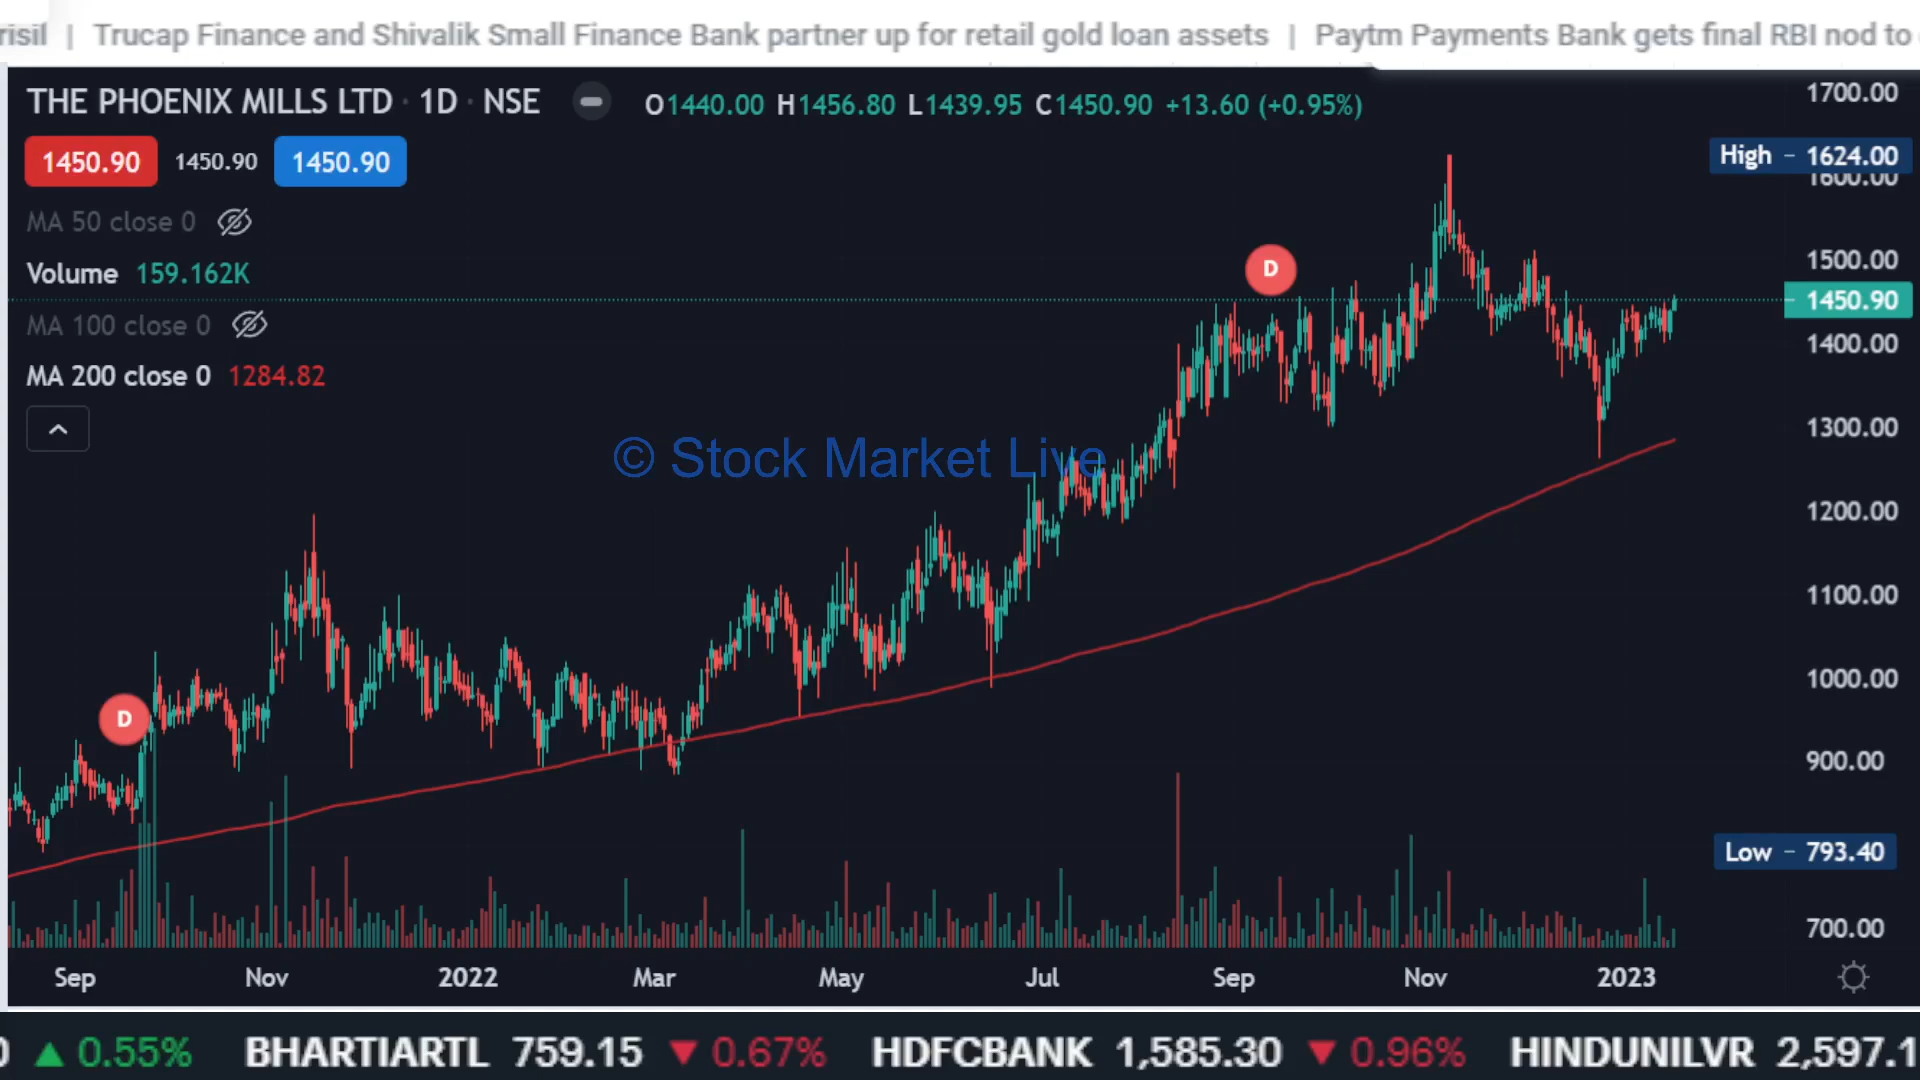 risil | Trucap Finance and Shivalik Small Finance Bank partner up for retail gold loan assets | Paytm Payments Bank gets final RBI nod to
THE PHOENIX MILLS LTD · 1D · NSE O1440.00 H1456.80 L1439.95 C1450.90 +13.60 (+0.95%)
1450.90 1450.90 1450.90
MA 50 close 0
Volume 159.162K
MA 100 close 0
MA 200 close 0 1284.82
© Stock Market Live
D
D
1700.00
High - 1624.00
1600.00
1500.00
1450.90
1400.00
1300.00
1200.00
1100.00
1000.00
900.00
Low - 793.40
700.00
Sep Nov 2022 Mar May Jul Sep Nov 2023
0 ▲ 0.55% BHARTIARTL 759.15 ▼ 0.67% HDFCBANK 1,585.30 ▼ 0.96% HINDUNILVR 2,597.1